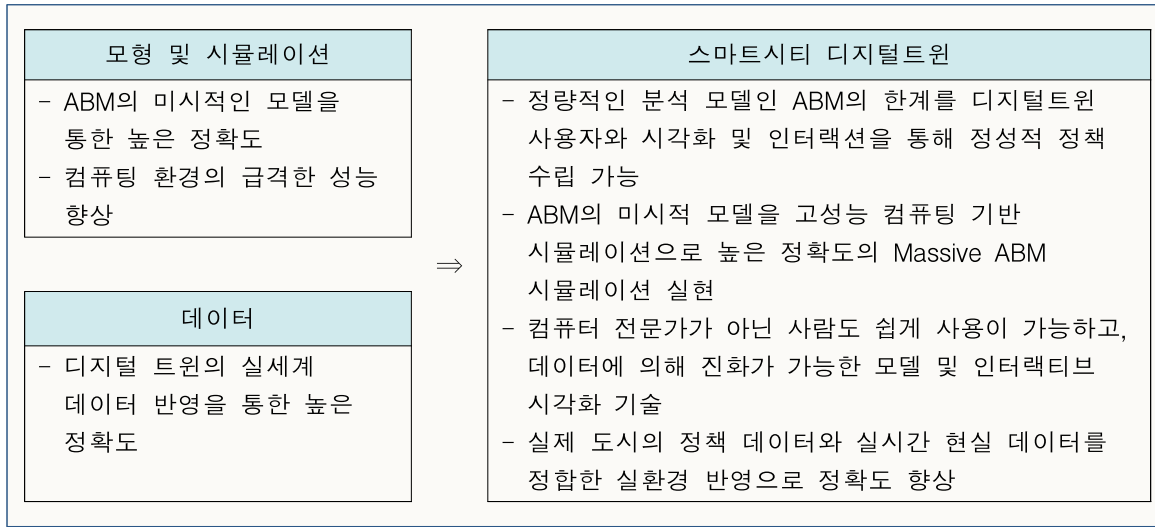 모형 및 시뮬레이션
- ABM의 미시적인 모델을
통한 높은 정확도
- 컴퓨팅 환경의 급격한 성능
향상
데이터
- 디지털 트윈의 실세계
데이터 반영을 통한 높은
정확도
⇒
스마트시티 디지털트윈
- 정량적인 분석 모델인 ABM의 한계를 디지털트윈
사용자와 시각화 및 인터랙션을 통해 정성적 정책
수립 가능
- ABM의 미시적 모델을 고성능 컴퓨팅 기반
시뮬레이션으로 높은 정확도의 Massive ABM
시뮬레이션 실현
- 컴퓨터 전문가가 아닌 사람도 쉽게 사용이 가능하고,
데이터에 의해 진화가 가능한 모델 및 인터랙티브
시각화 기술
- 실제 도시의 정책 데이터와 실시간 현실 데이터를
정합한 실환경 반영으로 정확도 향상